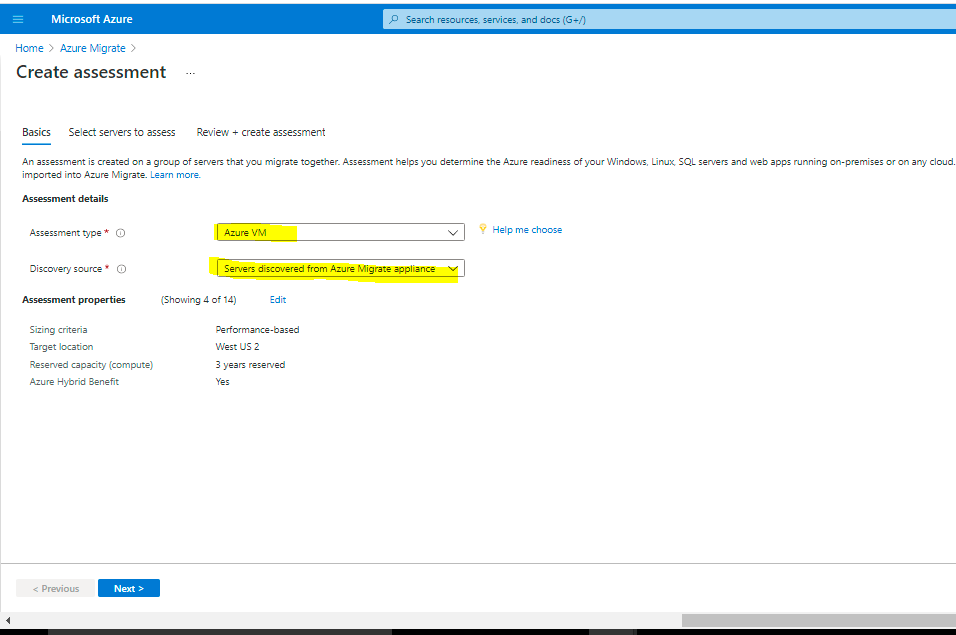 Microsoft Azure
Search resources, services, and docs (G+/)
Home > Azure Migrate >
Create assessment ...
Basics Select servers to assess Review + create assessment
An assessment is created on a group of servers that you migrate together. Assessment helps you determine the Azure readiness of your Windows, Linux, SQL servers and web apps running on-premises or on any cloud.
imported into Azure Migrate. Learn more.
Assessment details
Assessment type * Azure VM Help me choose
Discovery source * Servers discovered from Azure Migrate appliance
Assessment properties (Showing 4 of 14) Edit
Sizing criteria Performance-based
Target location West US 2
Reserved capacity (compute) 3 years reserved
Azure Hybrid Benefit Yes
< Previous Next >